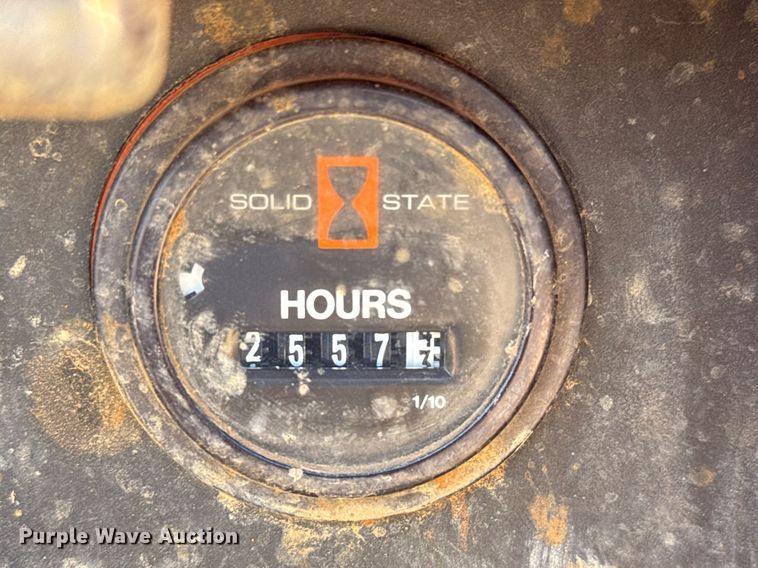 SOLID STATE
HOURS
2557
1/10
Purple Wave Auction